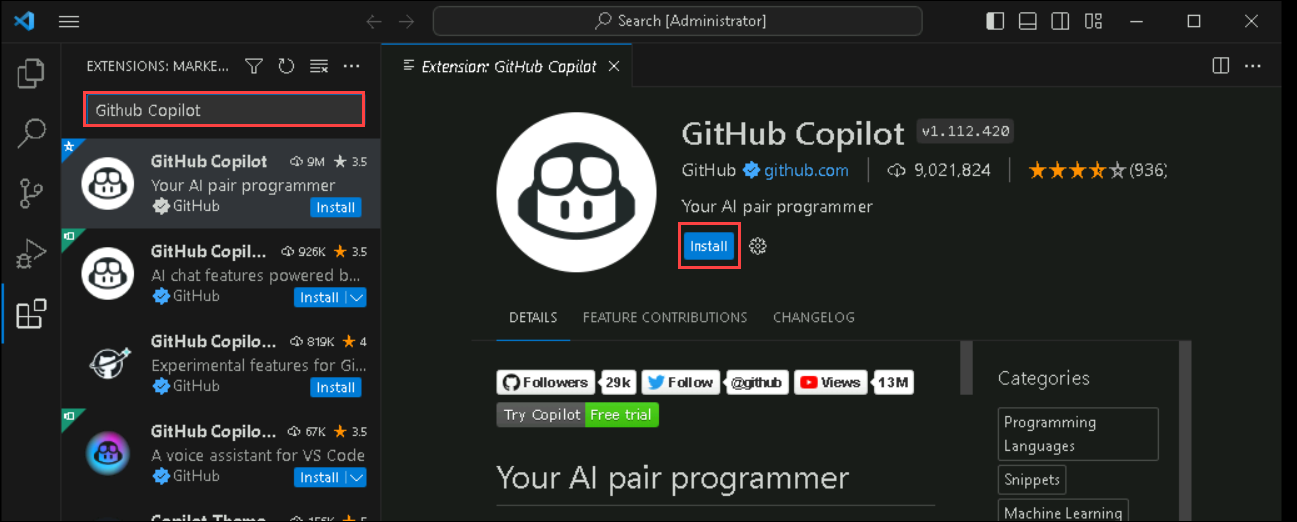 Search [Administrator]
EXTENSIONS: MARKE...
Github Copilot
GitHub Copilot 9M 3.5
Your AI pair programmer
GitHub Install
GitHub Copil... 926K 3.5
AI chat features powered b...
GitHub Install
GitHub Copilo... 819K 4
Experimental features for Gi...
GitHub Install
GitHub Copilo... 67K 3.5
A voice assistant for VS Code
GitHub Install
Extension: GitHub Copilot
GitHub Copilot v1.112.420
GitHub github.com 9,021,824 (936)
Your AI pair programmer
Install
DETAILS FEATURE CONTRIBUTIONS CHANGELOG
Followers 29k Follow @github Views 13M
Try Copilot Free trial
Your AI pair programmer
Categories
Programming
Languages
Snippets
Machine Learning